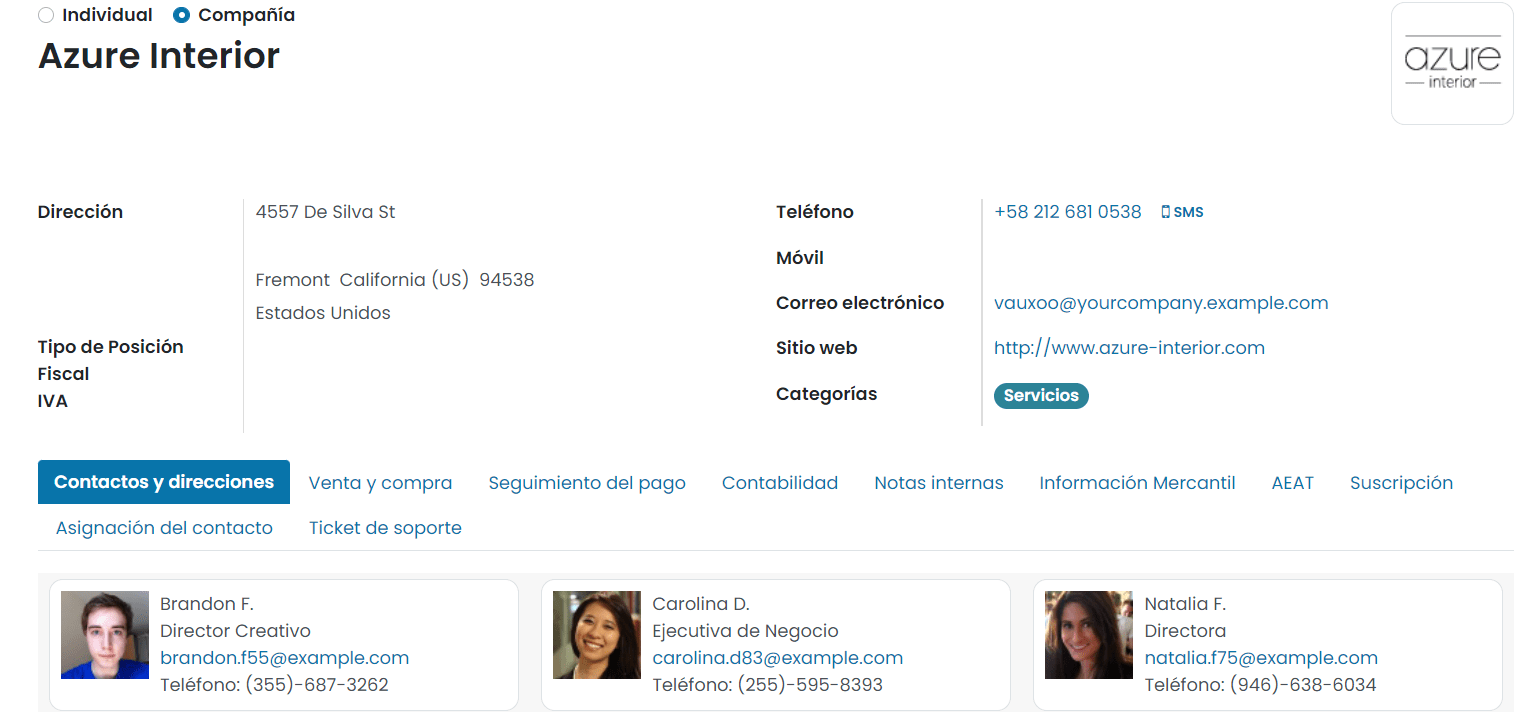 Individual Compañía
Azure Interior
azure
interior
Dirección
4557 De Silva St
Fremont California (US) 94538
Estados Unidos
Tipo de Posición
Fiscal
IVA
Teléfono
+58 212 681 0538 SMS
Móvil
Correo electrónico
vauxoo@yourcompany.example.com
Sitio web
http://www.azure-interior.com
Categorías
Servicios
Contactos y direcciones Venta y compra Seguimiento del pago Contabilidad Notas internas Información Mercantil AEAT Suscripción
Asignación del contacto Ticket de soporte
Brandon F.
Director Creativo
brandon.f55@example.com
Teléfono: (355)-687-3262
Carolina D.
Ejecutiva de Negocio
carolina.d83@example.com
Teléfono: (255)-595-8393
Natalia F.
Directora
natalia.f75@example.com
Teléfono: (946)-638-6034